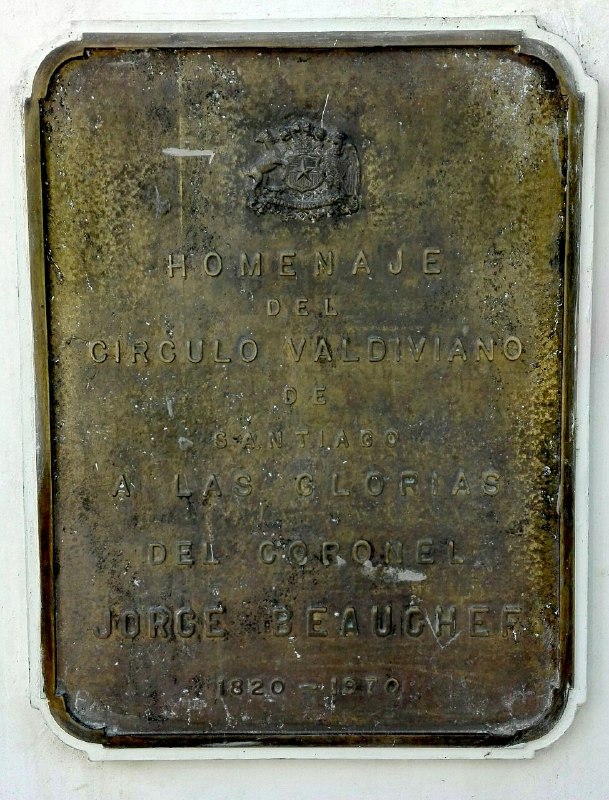 HOMENAJE
DEL
CIRCULO VALDIVIANO
DE
SANTIAGO
A LAS GLORIAS
DEL CORONEL
JORGE BEAUCHEF
1820 - 1970